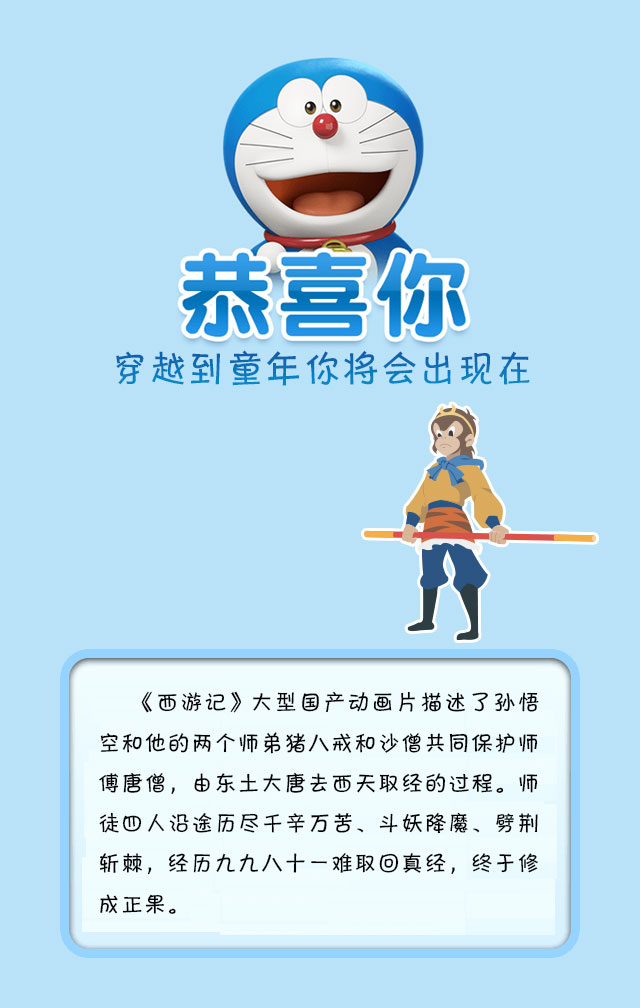 恭喜你
穿越到童年你将会出现在
《西游记》大型国产动画片描述了孙悟
空和他的两个师弟猪八戒和沙僧共同保护师
傅唐僧，由东土大唐去西天取经的过程。师
徒四人沿途历尽千辛万苦、斗妖降魔、劈荆
斩棘，经历九九八十一难取回真经，终于修
成正果。